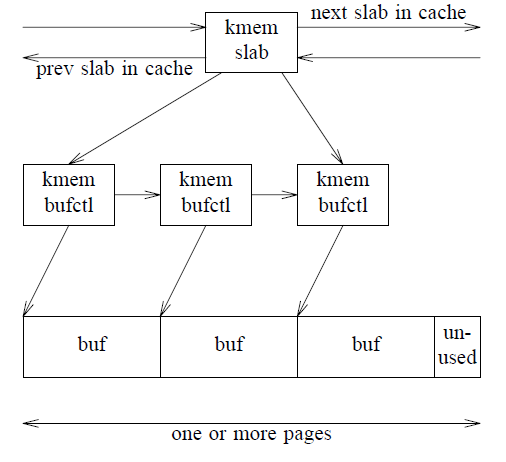 next slab in cache
kmem
slab
prev slab in cache
kmem
bufctl
kmem
bufctl
kmem
bufctl
buf
buf
buf
un-
used
one or more pages